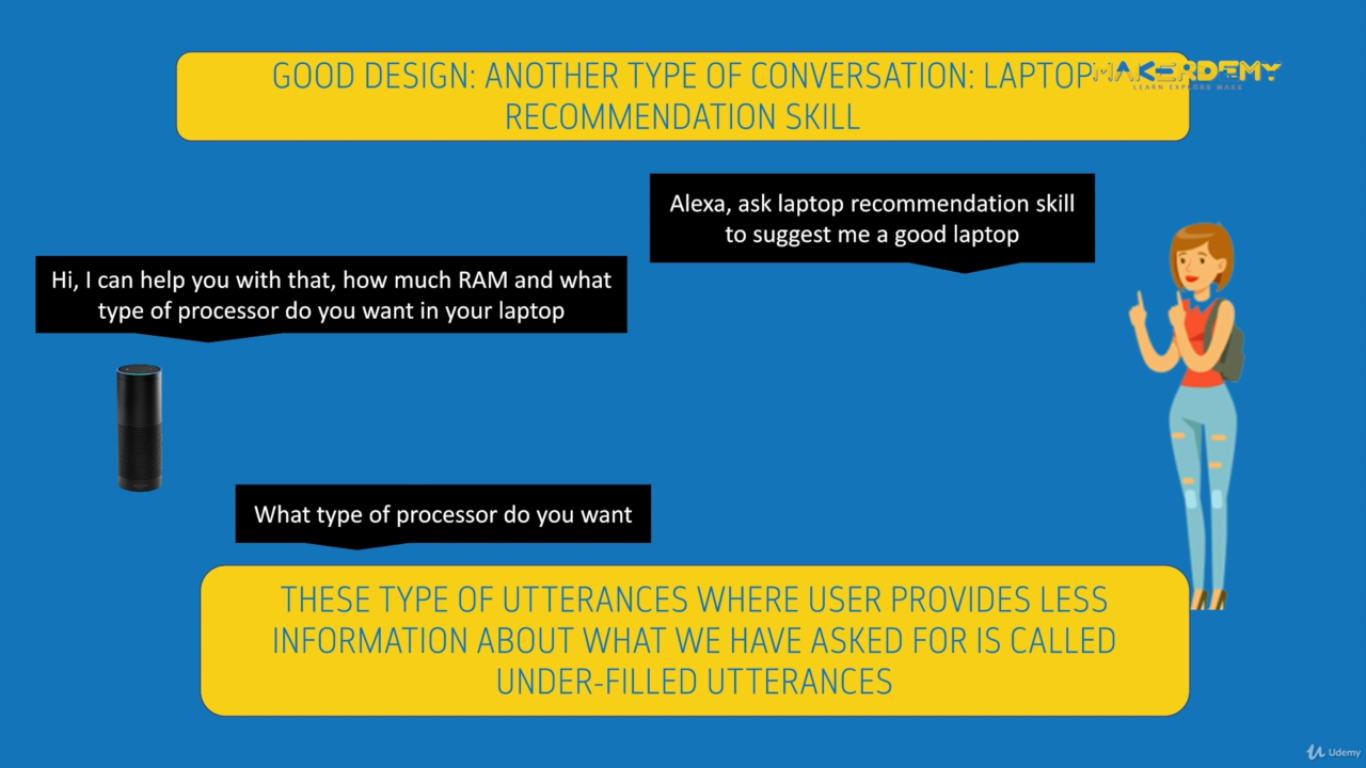 GOOD DESIGN: ANOTHER TYPE OF CONVERSATION: LAPTOP
RECOMMENDATION SKILL
MAKERDEMY
LEARN EXPLORE MAKE
Alexa, ask laptop recommendation skill
to suggest me a good laptop
Hi, I can help you with that, how much RAM and what
type of processor do you want in your laptop
What type of processor do you want
THESE TYPE OF UTTERANCES WHERE USER PROVIDES LESS
INFORMATION ABOUT WHAT WE HAVE ASKED FOR IS CALLED
UNDER-FILLED UTTERANCES
Udemy